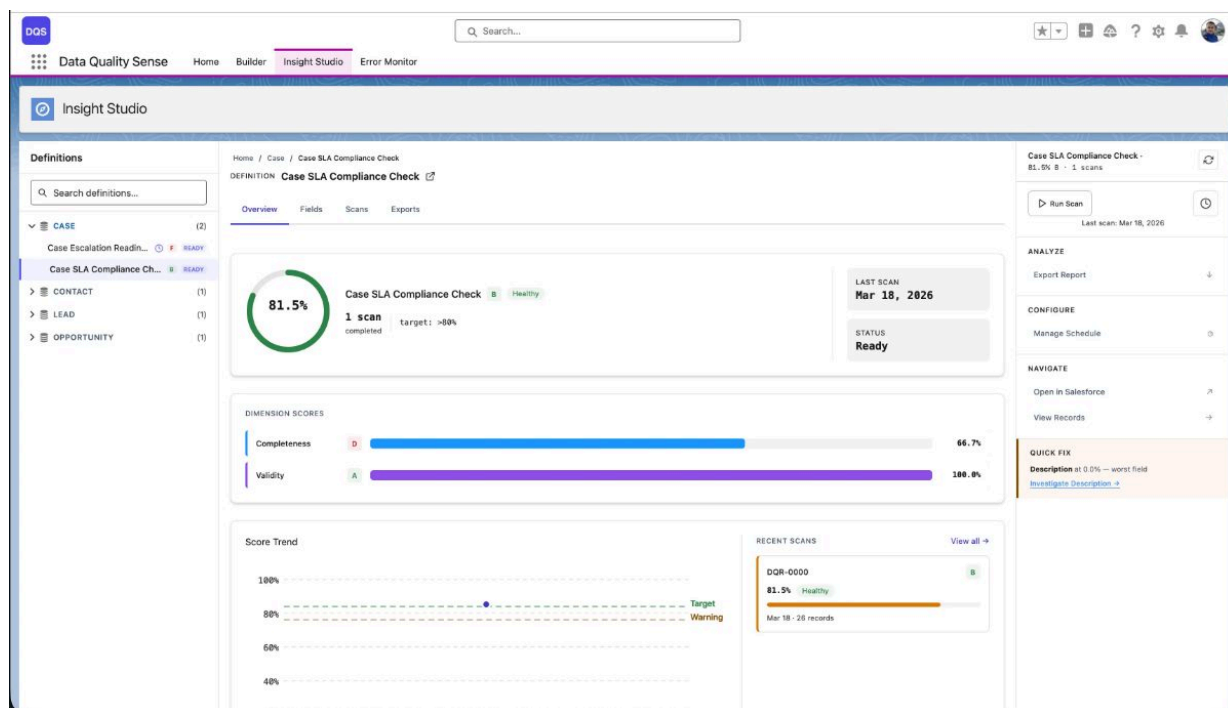 DQS
Search...
Data Quality Sense Home Builder Insight Studio Error Monitor
Insight Studio
Definitions
Search definitions...
CASE (2)
Case Escalation Readin... F READY
Case SLA Compliance Ch... B READY
CONTACT (1)
LEAD (1)
OPPORTUNITY (1)
Home / Case / Case SLA Compliance Check
DEFINITION Case SLA Compliance Check
Overview Fields Scans Exports
81.5%
Case SLA Compliance Check B Healthy
1 scan
completed
target: >80%
LAST SCAN
Mar 18, 2026
STATUS
Ready
DIMENSION SCORES
Completeness D 66.7%
Validity A 100.0%
Score Trend
100%
80%
60%
40%
Target
Warning
RECENT SCANS View all →
DQR-0000 B
81.5% Healthy
Mar 18 · 26 records
Case SLA Compliance Check ·
81.5% B · 1 scans
Run Scan
Last scan: Mar 18, 2026
ANALYZE
Export Report ↓
CONFIGURE
Manage Schedule
NAVIGATE
Open in Salesforce ↗
View Records →
QUICK FIX
Description at 0.0% — worst field
Investigate Description →